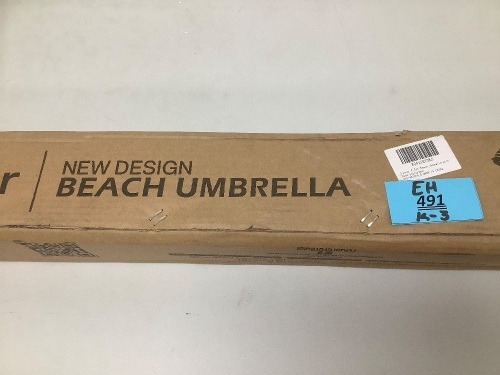 r
NEW DESIGN
BEACH UMBRELLA
EH
491
K-3